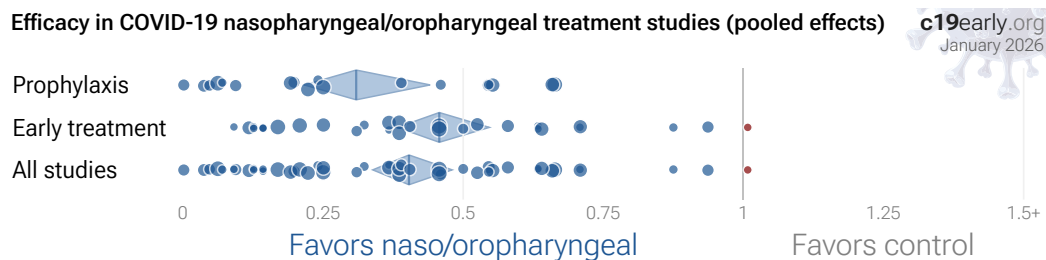 Efficacy in COVID-19 nasopharyngeal/oropharyngeal treatment studies (pooled effects)
c19early.org
January 2026
Prophylaxis
Early treatment
All studies
0 0.25 0.5 0.75 1 1.25 1.5+
Favors naso/oropharyngeal Favors control